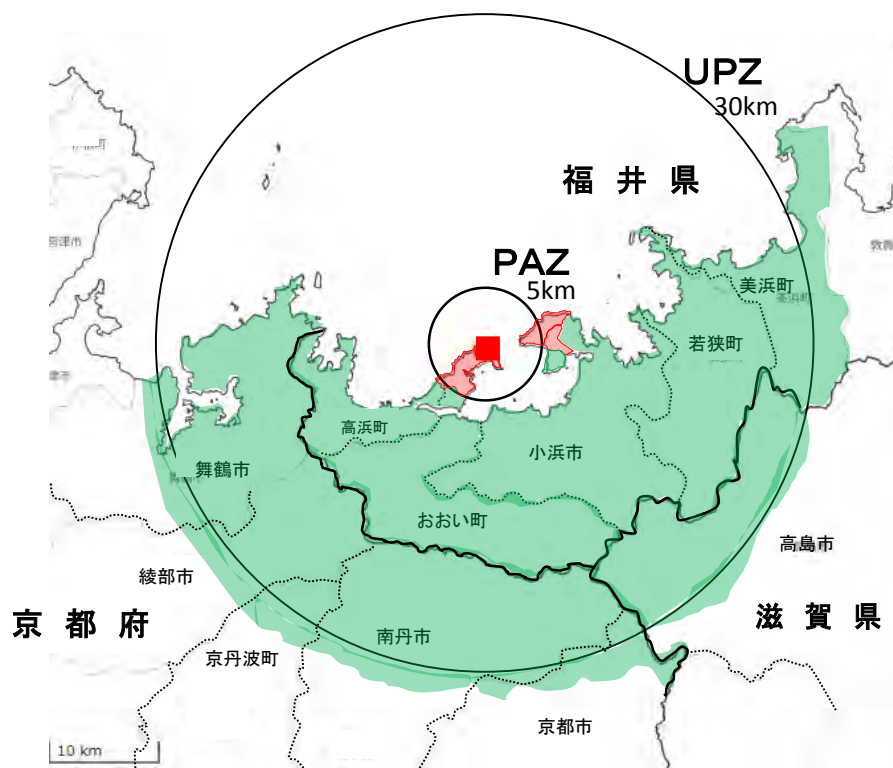 UPZ
30km
福井県
PAZ
5km
美浜町
若狭町
高浜町
小浜市
舞鶴市
おおい町
高島市
綾部市
京都府
滋賀県
南丹市
京丹波町
京都市
10 km